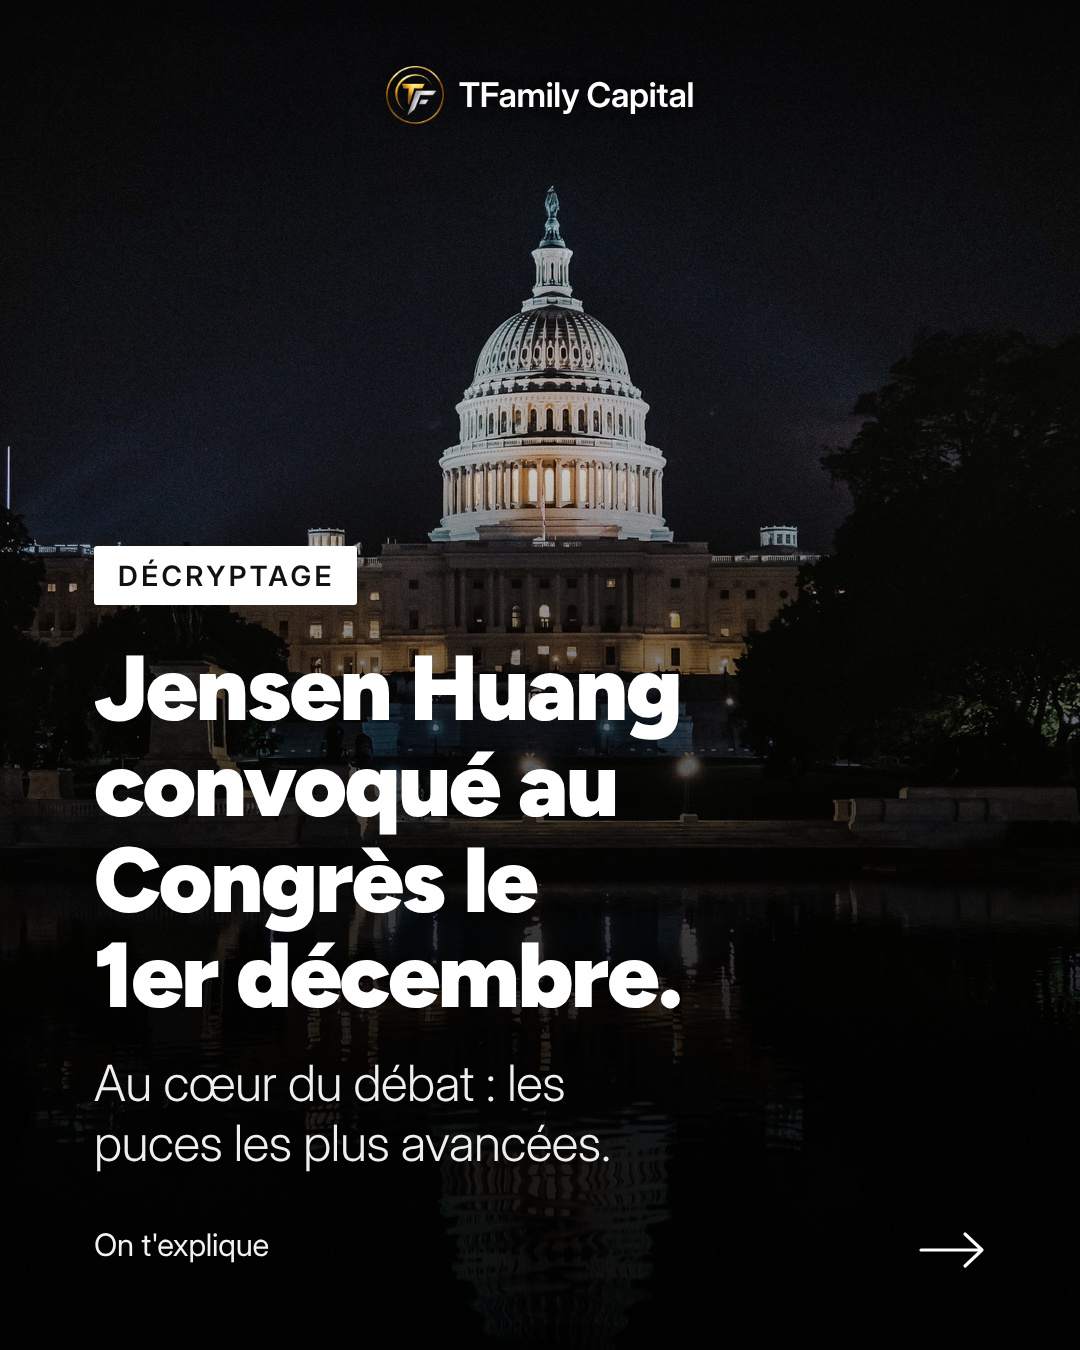 TFamily Capital
DÉCRYPTAGE
Jensen Huang
convoqué au
Congrès le
1er décembre.
Au cœur du débat : les
puces les plus avancées.
On t'explique